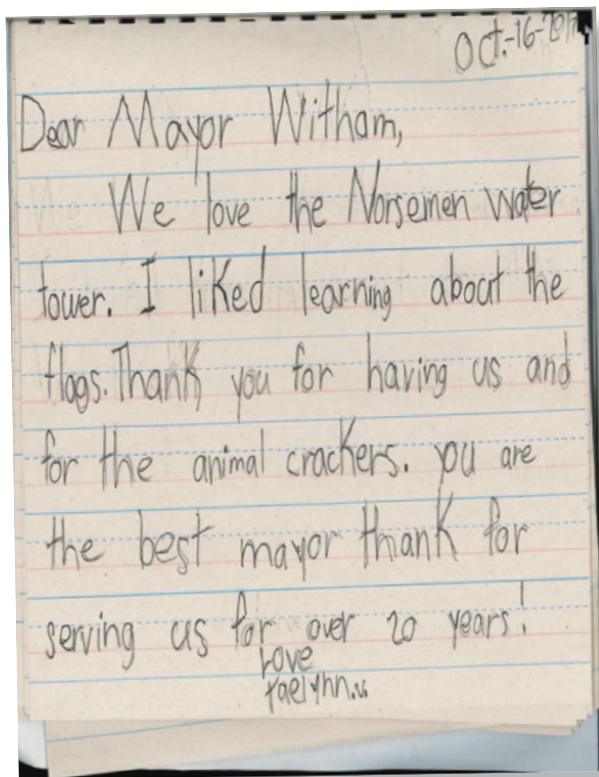 Oct.-16-2017
Dear Mayor Witham,
We love the Norsemen water
tower. I liked learning about the
flags. Thank you for having us and
for the animal crackers. you are
the best mayor thank for
serving us for over 20 years!
Love
Kaelynn.v.